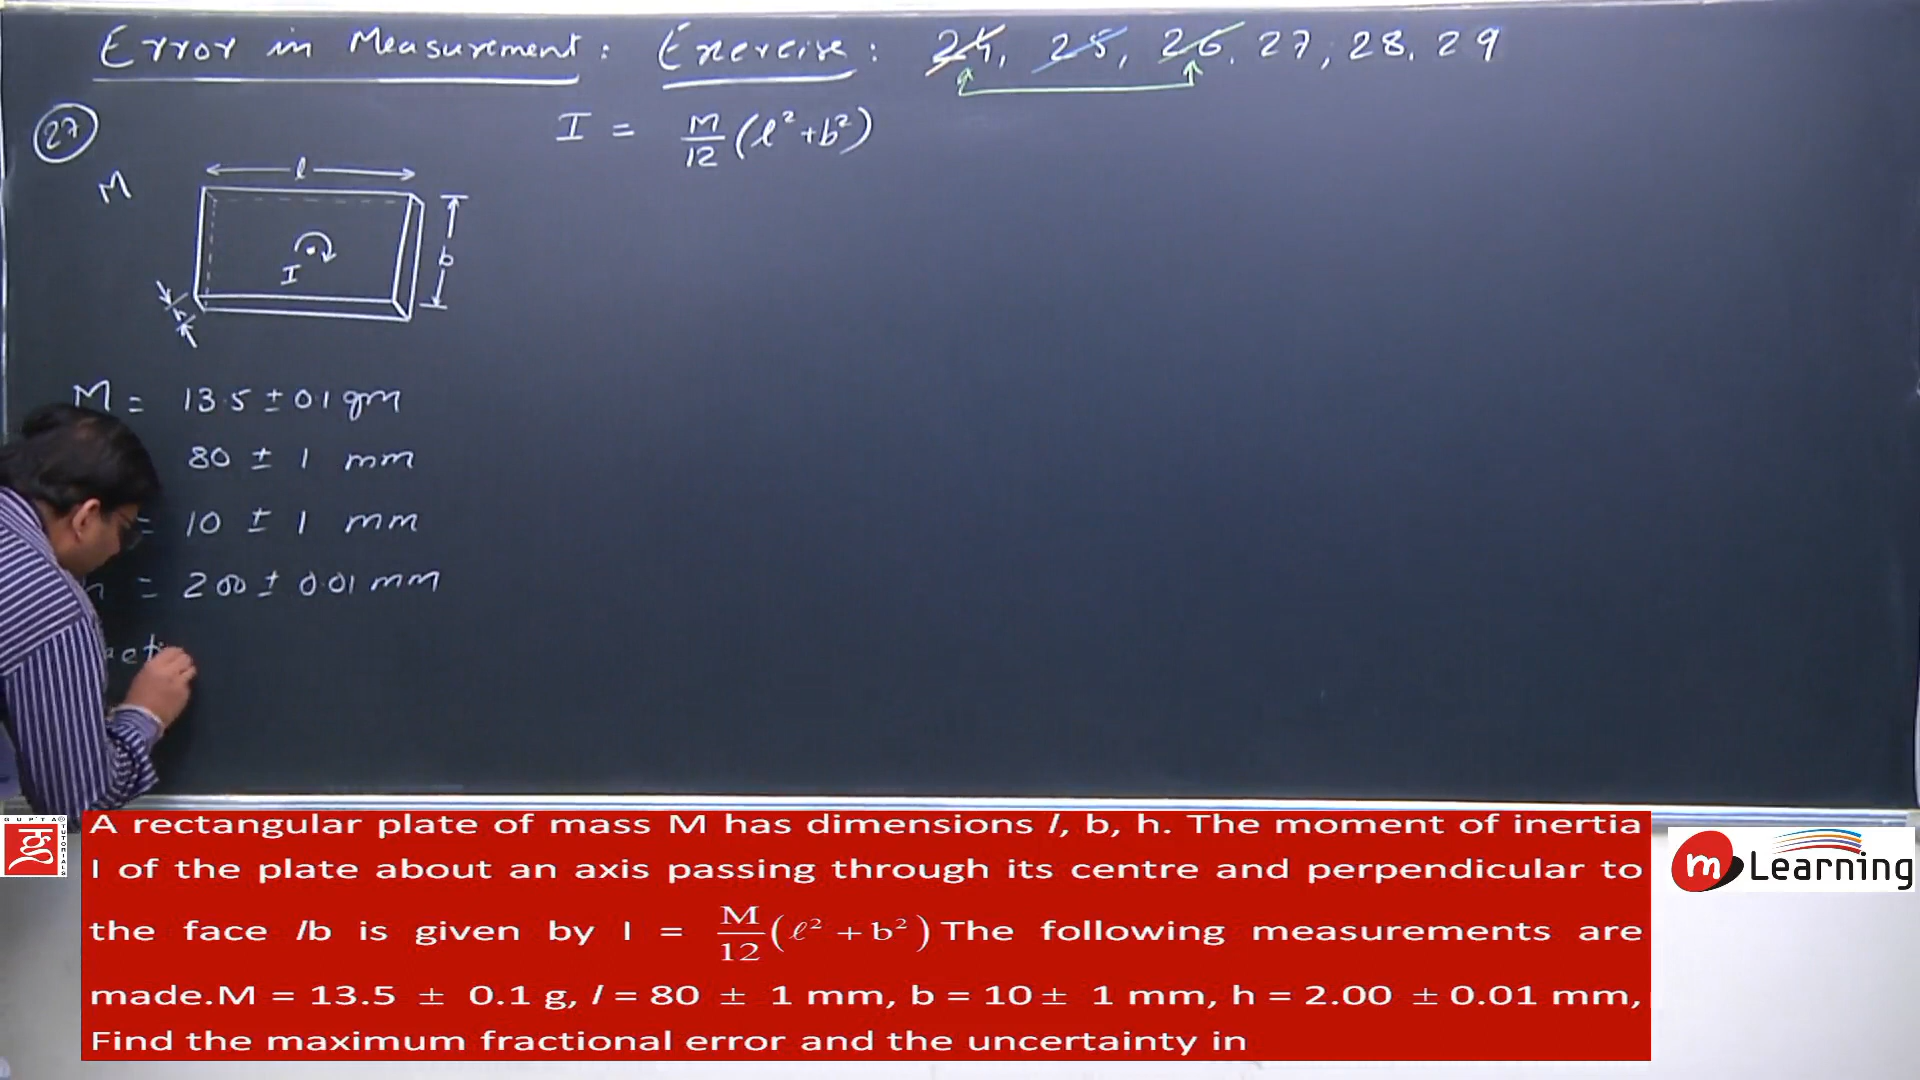 Error in Measurement : Exercise : 24, 25, 26, 27, 28, 29
27
I = M/12 (l² + b²)
M
l
b
I
h
M = 13.5 ± 0.1 gm
80 ± 1 mm
= 10 ± 1 mm
h = 2.00 ± 0.01 mm
GUPTA TUTORIALS
A rectangular plate of mass M has dimensions l, b, h. The moment of inertia
I of the plate about an axis passing through its centre and perpendicular to
the face lb is given by I = M/12 (ℓ² + b²) The following measurements are
made.M = 13.5 ± 0.1 g, l = 80 ± 1 mm, b = 10 ± 1 mm, h = 2.00 ± 0.01 mm,
Find the maximum fractional error and the uncertainty in
m Learning